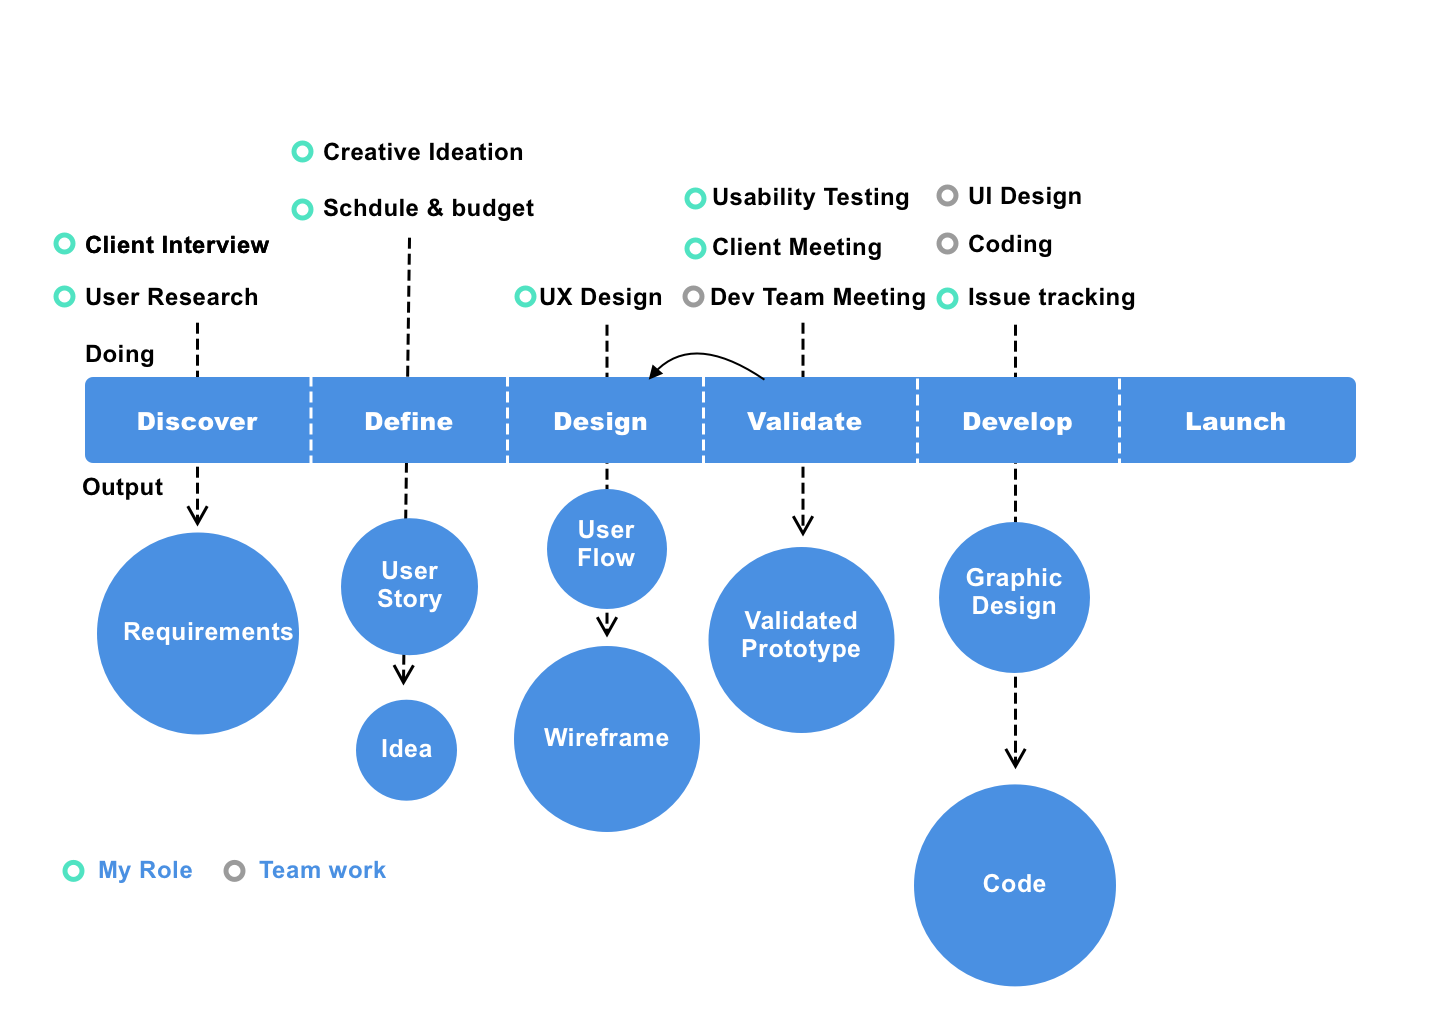 Creative Ideation
Schdule & budget
Client Interview
User Research
UX Design
Usability Testing
Client Meeting
Dev Team Meeting
UI Design
Coding
Issue tracking
Doing
Discover
Define
Design
Validate
Develop
Launch
Output
Requirements
User
Story
Idea
User
Flow
Wireframe
Validated
Prototype
Graphic
Design
Code
My Role
Team work